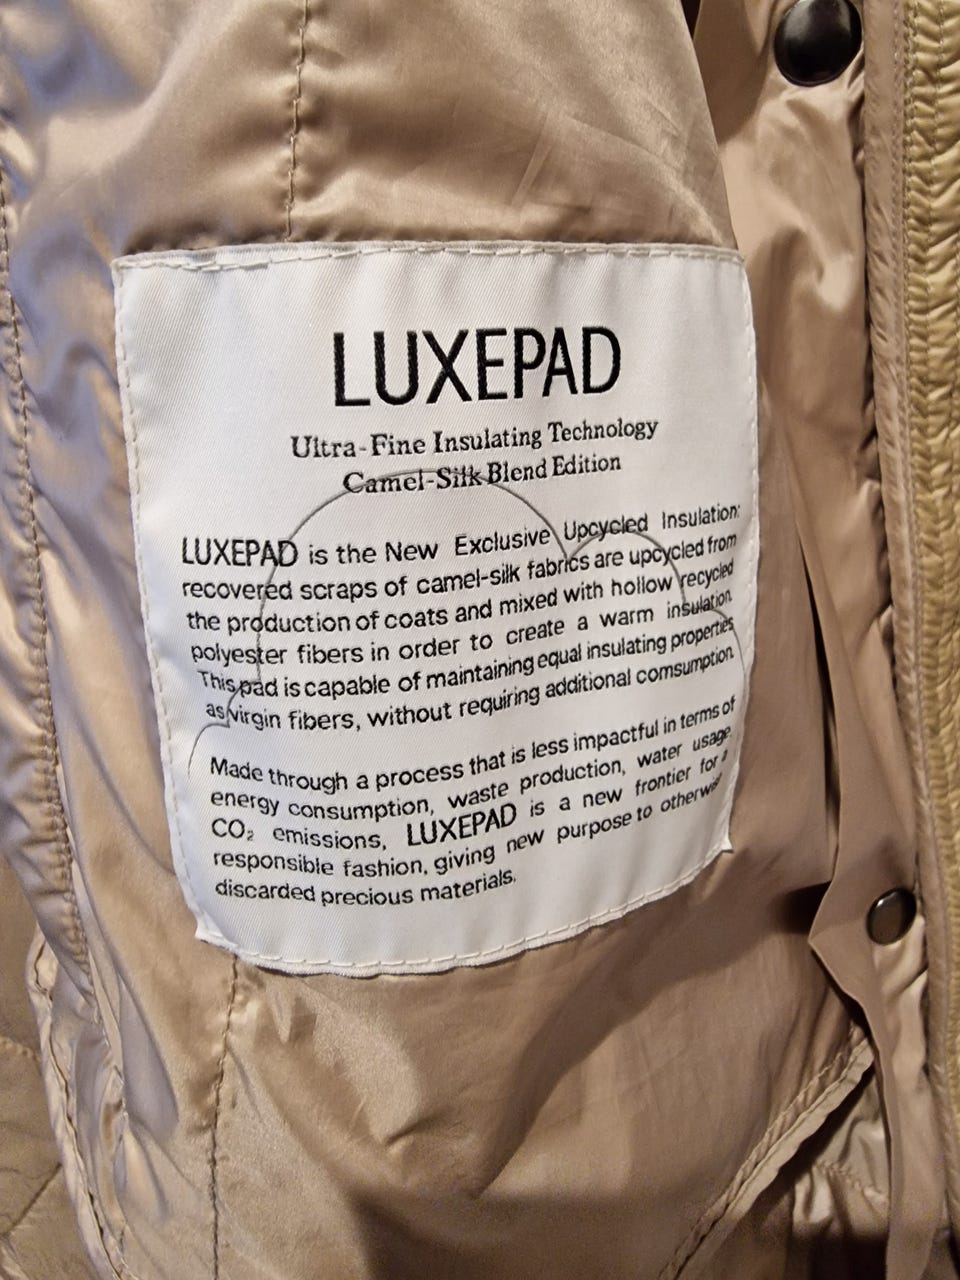 LUXEPAD
Ultra-Fine Insulating Technology
Camel-Silk Blend Edition
LUXEPAD is the New Exclusive Upcycled Insulation:
recovered scraps of camel-silk fabrics are upcycled from
the production of coats and mixed with hollow recycled
polyester fibers in order to create a warm insulation.
This pad is capable of maintaining equal insulating properties
as virgin fibers, without requiring additional comsumption.
Made through a process that is less impactful in terms of
energy consumption, waste production, water usage,
CO₂ emissions, LUXEPAD is a new frontier for a
responsible fashion, giving new purpose to otherwise
discarded precious materials.